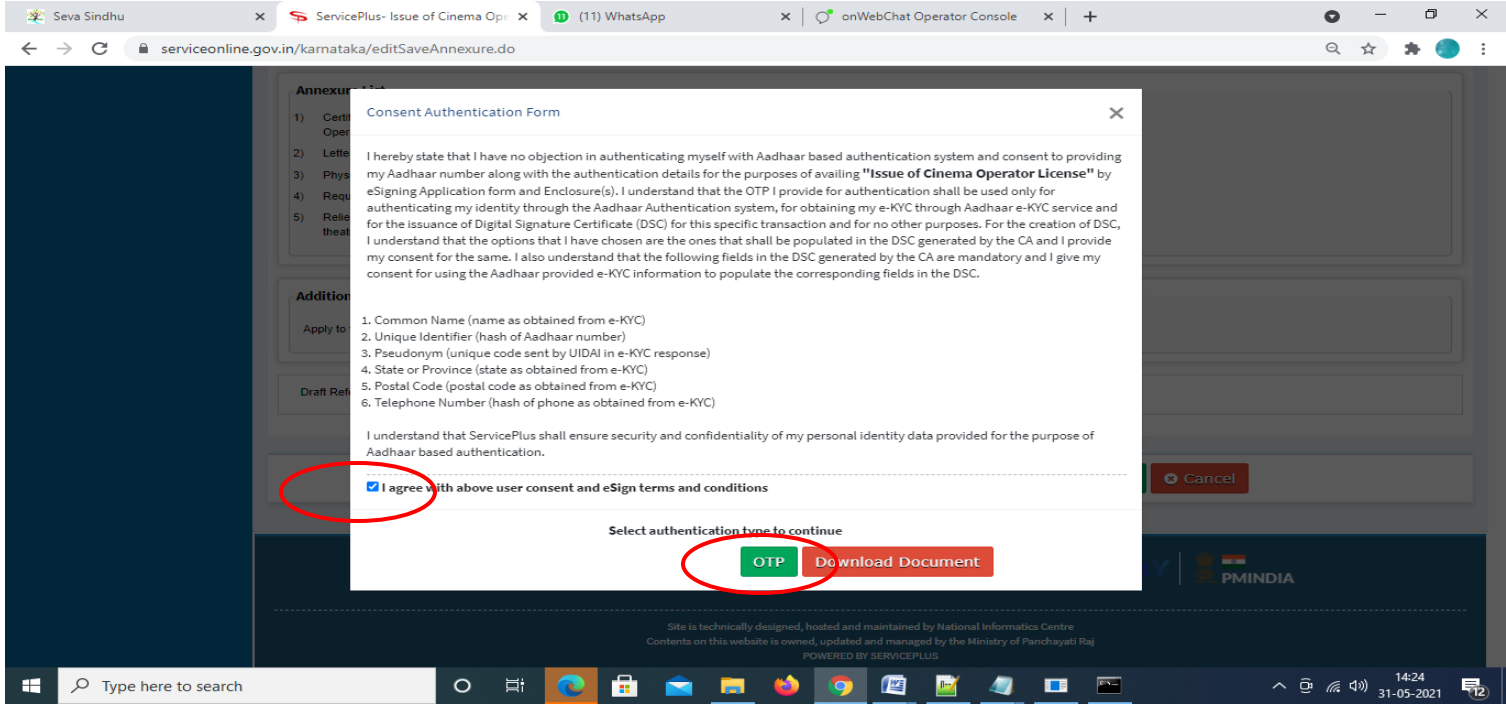 Seva Sindhu
ServicePlus- Issue of Cinema Ope
(11) WhatsApp
onWebChat Operator Console
serviceonline.gov.in/karnataka/editSaveAnnexure.do
Consent Authentication Form
1)
2)
3)
4)
5)
I hereby state that I have no objection in authenticating myself with Aadhaar based authentication system and consent to providing
my Aadhaar number along with the authentication details for the purposes of availing "Issue of Cinema Operator License" by
eSigning Application form and Enclosure(s). I understand that the OTP I provide for authentication shall be used only for
authenticating my identity through the Aadhaar Authentication system, for obtaining my e-KYC through Aadhaar e-KYC service and
for the issuance of Digital Signature Certificate (DSC) for this specific transaction and for no other purposes. For the creation of DSC,
I understand that the options that I have chosen are the ones that shall be populated in the DSC generated by the CA and I provide
my consent for the same. I also understand that the following fields in the DSC generated by the CA are mandatory and I give my
consent for using the Aadhaar provided e-KYC information to populate the corresponding fields in the DSC.
Apply to
1. Common Name (name as obtained from e-KYC)
2. Unique Identifier (hash of Aadhaar number)
3. Pseudonym (unique code sent by UIDAI in e-KYC response)
4. State or Province (state as obtained from e-KYC)
5. Postal Code (postal code as obtained from e-KYC)
6. Telephone Number (hash of phone as obtained from e-KYC)
Draft Ref
I understand that ServicePlus shall ensure security and confidentiality of my personal identity data provided for the purpose of
Aadhaar based authentication.
I agree with above user consent and eSign terms and conditions
Cancel
Select authentication type to continue
OTP
Download Document
PMINDIA
Site is technically designed, hosted and maintained by National Informatics Centre
Contents on this website is owned, updated and managed by the Ministry of Panchayati Raj
POWERED BY SERVICEPLUS
Type here to search
14:24
31-05-2021
12